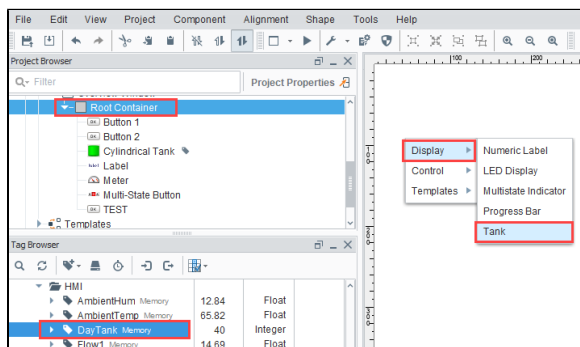 File Edit View Project Component Alignment Shape Tools Help
Project Browser
Filter
Project Properties
Root Container
Button 1
Button 2
Cylindrical Tank
Label
Meter
Multi-State Button
TEST
Templates
Tag Browser
HMI
AmbientHum Memory 12.84 Float
AmbientTemp Memory 65.82 Float
DayTank Memory 40 Integer
Flow1 Memory 14.69 Float
100 200
Display
Control
Templates
Numeric Label
LED Display
Multistate Indicator
Progress Bar
Tank